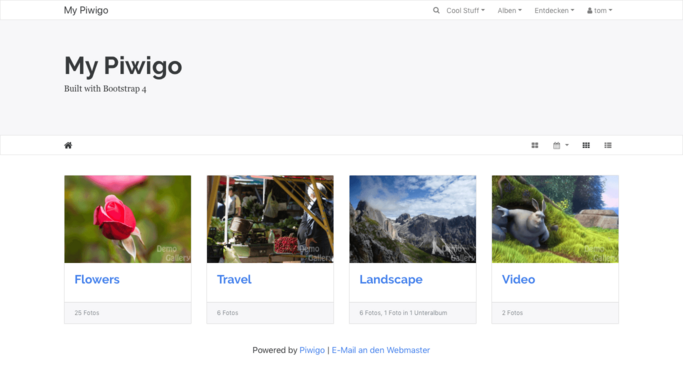 My Piwigo
Cool Stuff
Alben
Entdecken
tom
My Piwigo
Built with Bootstrap 4
Demo
Gallery
Demo
Gallery
Demo
Gallery
Demo
Gallery
Flowers
Travel
Landscape
Video
25 Fotos
6 Fotos
6 Fotos, 1 Foto in 1 Unteralbum
2 Fotos
Powered by Piwigo | E-Mail an den Webmaster